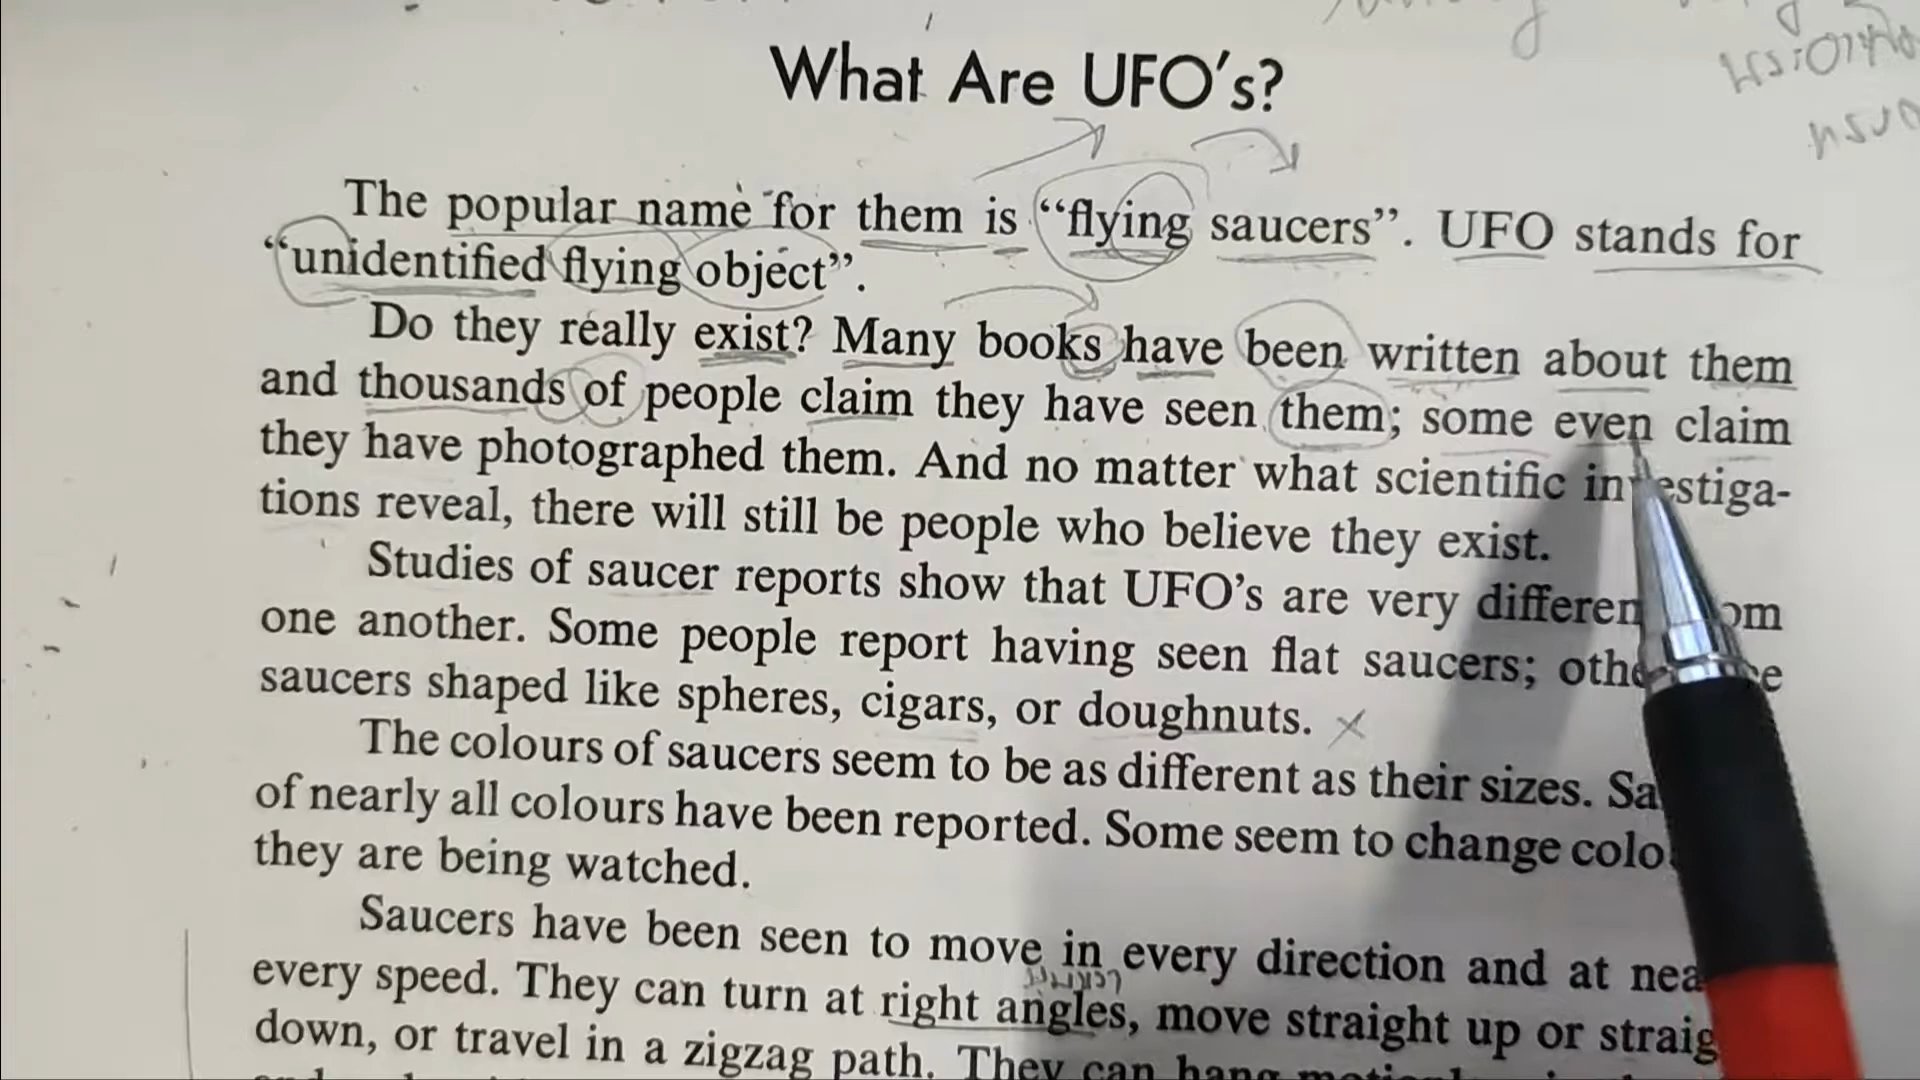 What Are UFO's?
The popular name for them is “flying saucers”. UFO stands for
“unidentified flying object”.
Do they really exist? Many books have been written about them
and thousands of people claim they have seen them; some even claim
they have photographed them. And no matter what scientific investiga-
tions reveal, there will still be people who believe they exist.
Studies of saucer reports show that UFO's are very different
one another. Some people report having seen flat saucers;
saucers shaped like spheres, cigars, or doughnuts.
The colours of saucers seem to be as different as their sizes.
of nearly all colours have been reported. Some seem to change
they are being watched.
Saucers have been seen to move in every direction and at
every speed. They can turn at right angles, move straight up or
down, or travel in a zigzag path. They can hang